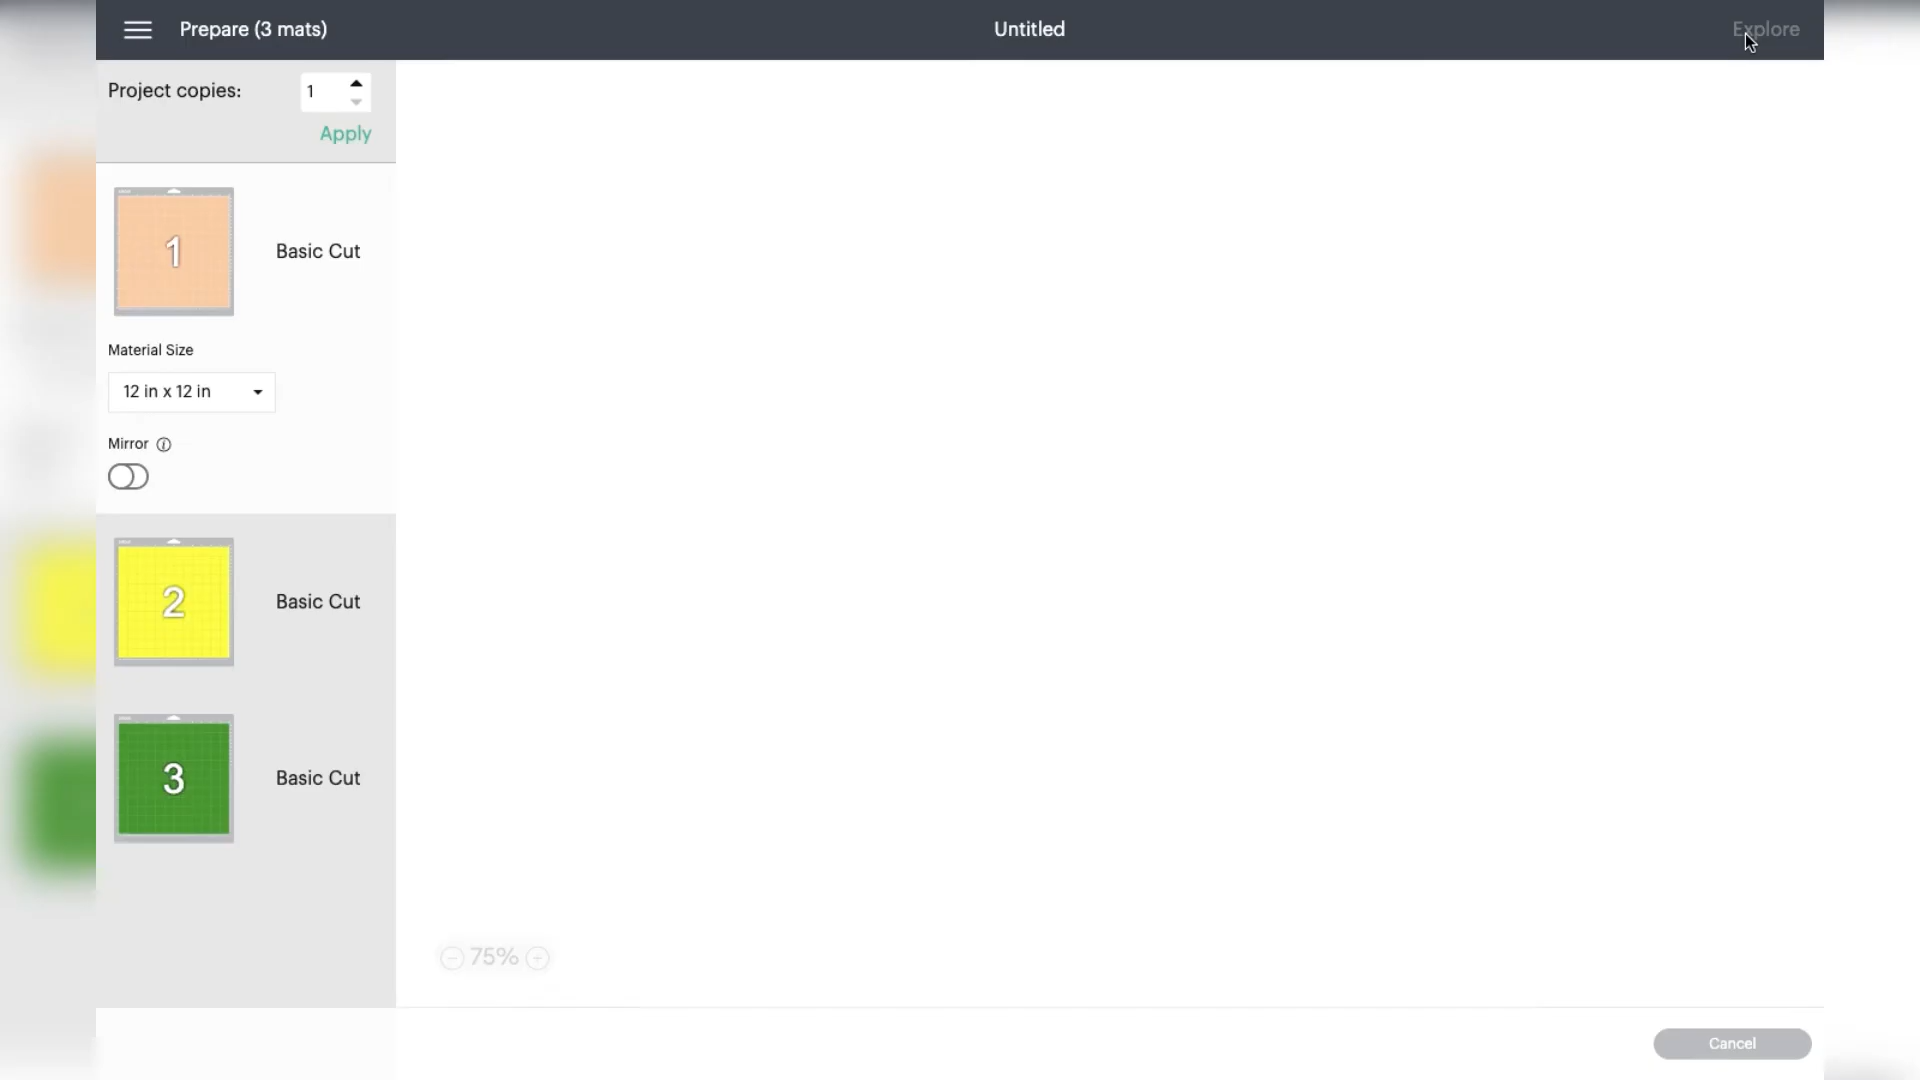 Prepare (3 mats)
Untitled
Explore
Project copies:
1
Apply
1
Basic Cut
Material Size
12 in x 12 in
Mirror
2
Basic Cut
3
Basic Cut
75%
Cancel